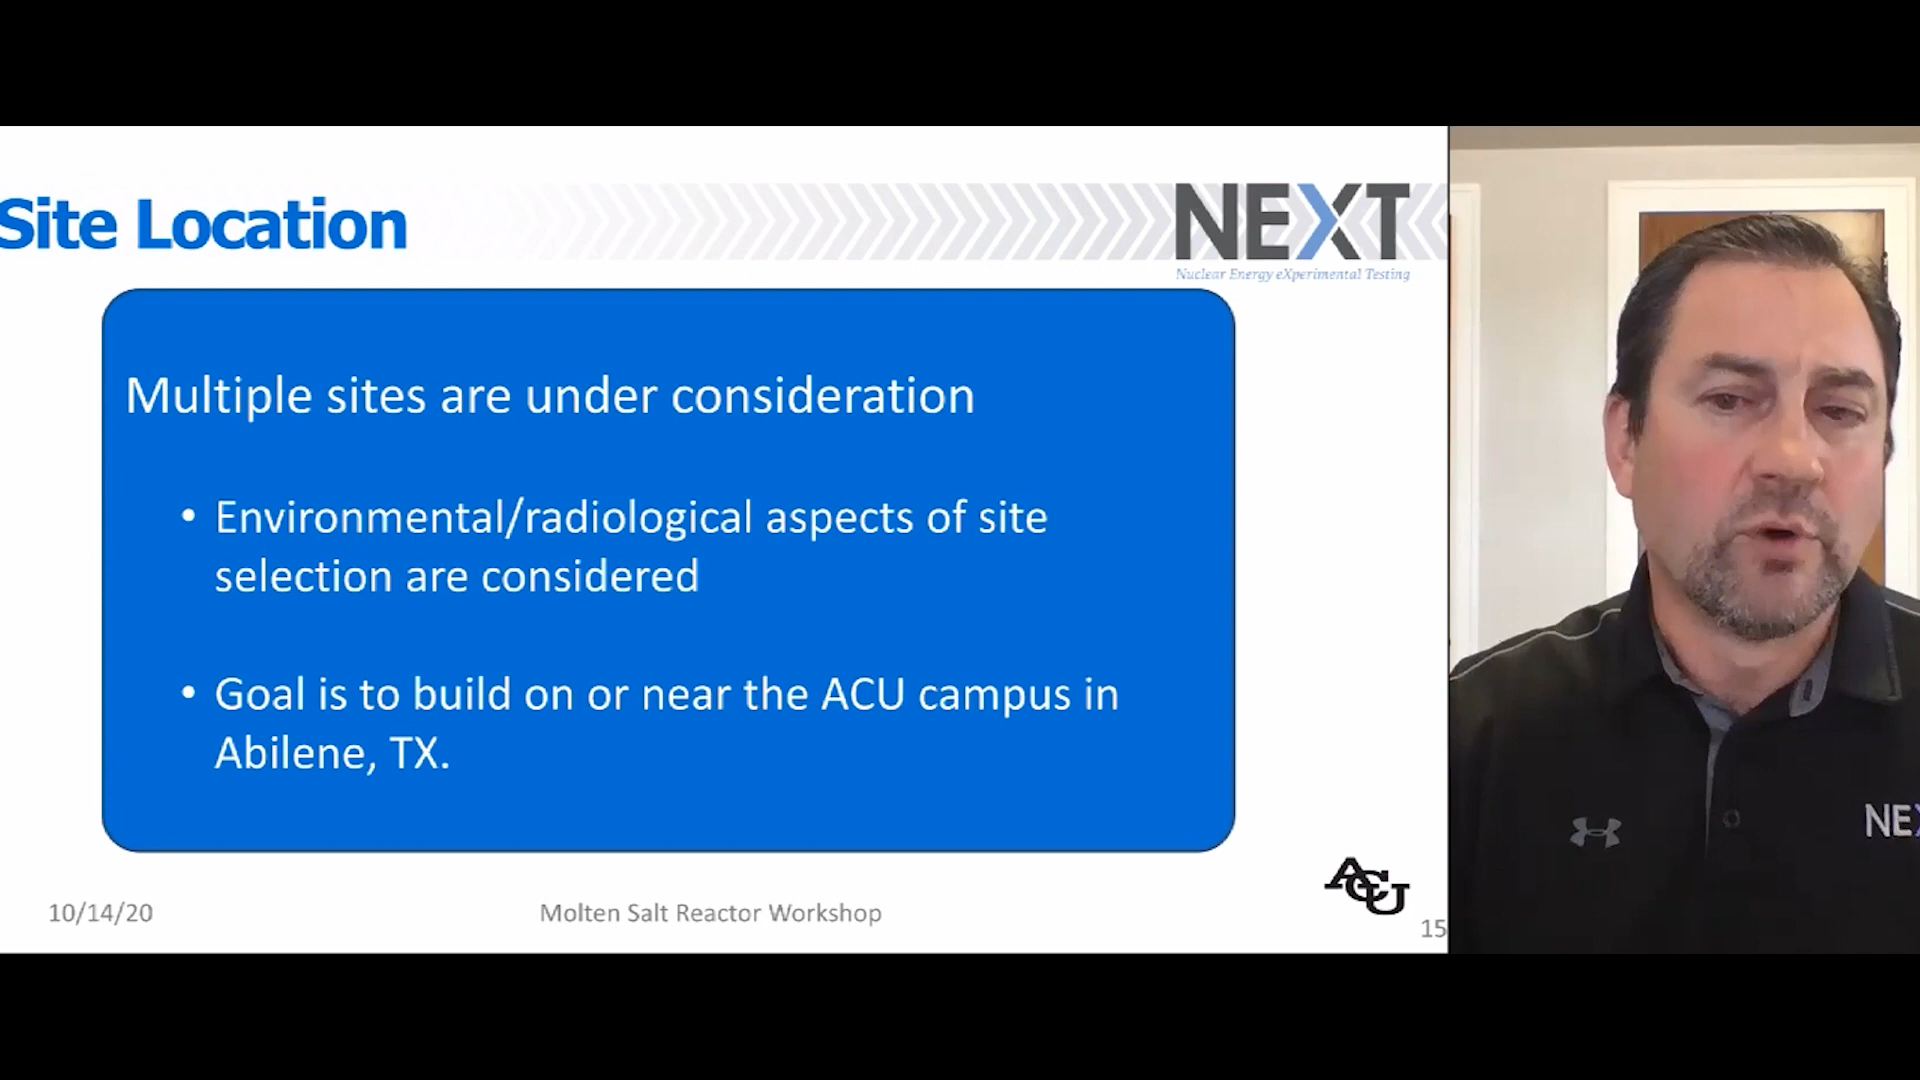 Site Location
NEXT
Nuclear Energy eXperimental Testing
Multiple sites are under consideration
• Environmental/radiological aspects of site
selection are considered
• Goal is to build on or near the ACU campus in
Abilene, TX.
10/14/20
Molten Salt Reactor Workshop
ACU
15
NEX